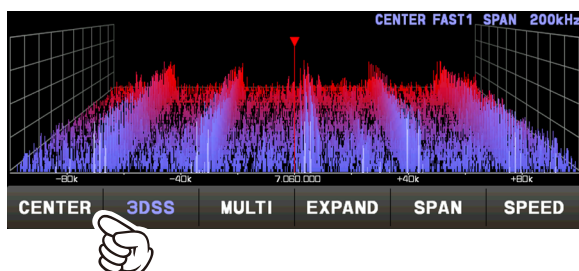 CENTER FAST1 SPAN 200kHz
-80k -40k 7.060.000 +40k +80k
CENTER 3DSS MULTI EXPAND SPAN SPEED